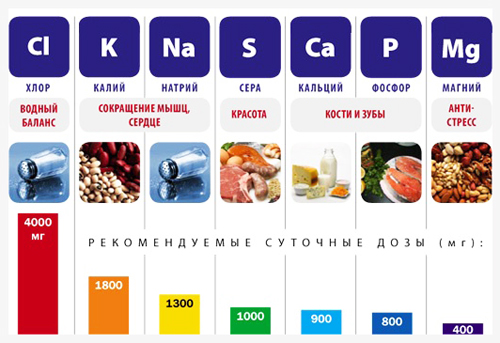 Cl K Na S Ca P Mg
ХЛОР КАЛИЙ НАТРИЙ СЕРА КАЛЬЦИЙ ФОСФОР МАГНИЙ
ВОДНЫЙ
БАЛАНС
СОКРАЩЕНИЕ МЫШЦ,
СЕРДЦЕ
КРАСОТА
КОСТИ И ЗУБЫ
АНТИ-
СТРЕСС
4000
мг
РЕКОМЕНДУЕМЫЕ СУТОЧНЫЕ ДОЗЫ (мг):
1800
1300
1000
900
800
400